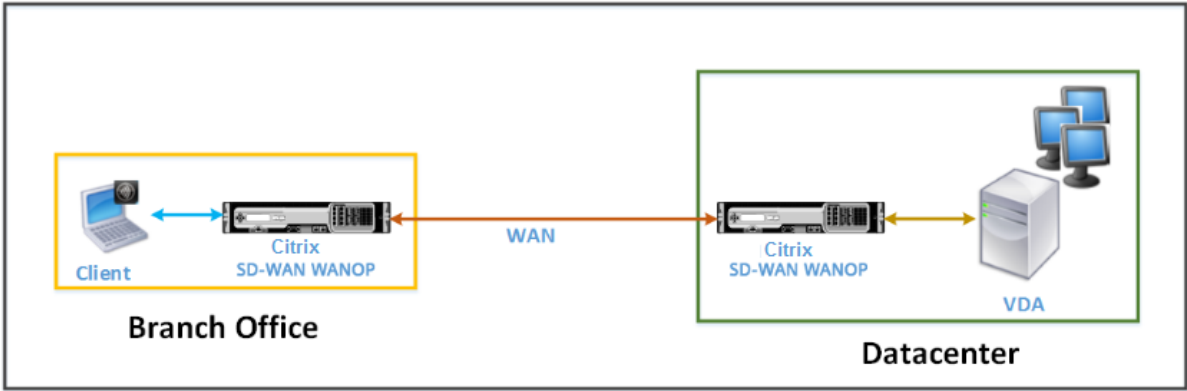 Client
Citrix
SD-WAN WANOP
Branch Office
WAN
Citrix
SD-WAN WANOP
VDA
Datacenter